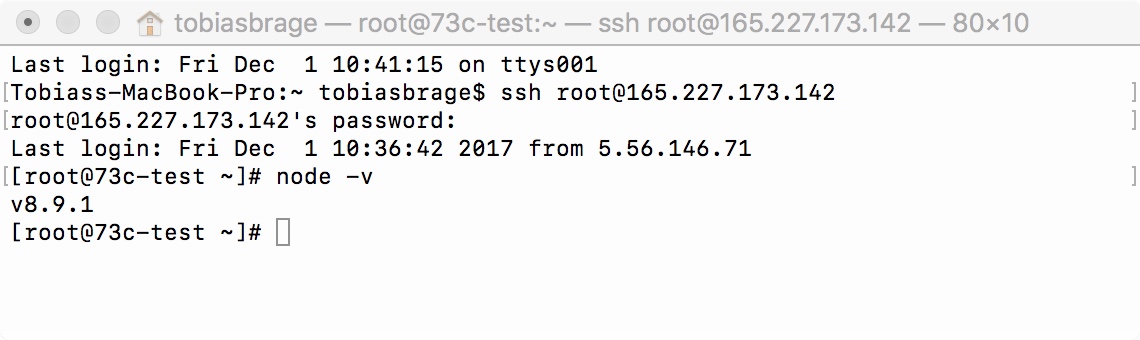 tobiasbrage — root@73c-test:~ — ssh root@165.227.173.142 — 80×10
Last login: Fri Dec  1 10:41:15 on ttys001
[Tobiass-MacBook-Pro:~ tobiasbrage$ ssh root@165.227.173.142 ]
[root@165.227.173.142's password: ]
Last login: Fri Dec  1 10:36:42 2017 from 5.56.146.71
[[root@73c-test ~]# node -v ]
v8.9.1
[root@73c-test ~]#